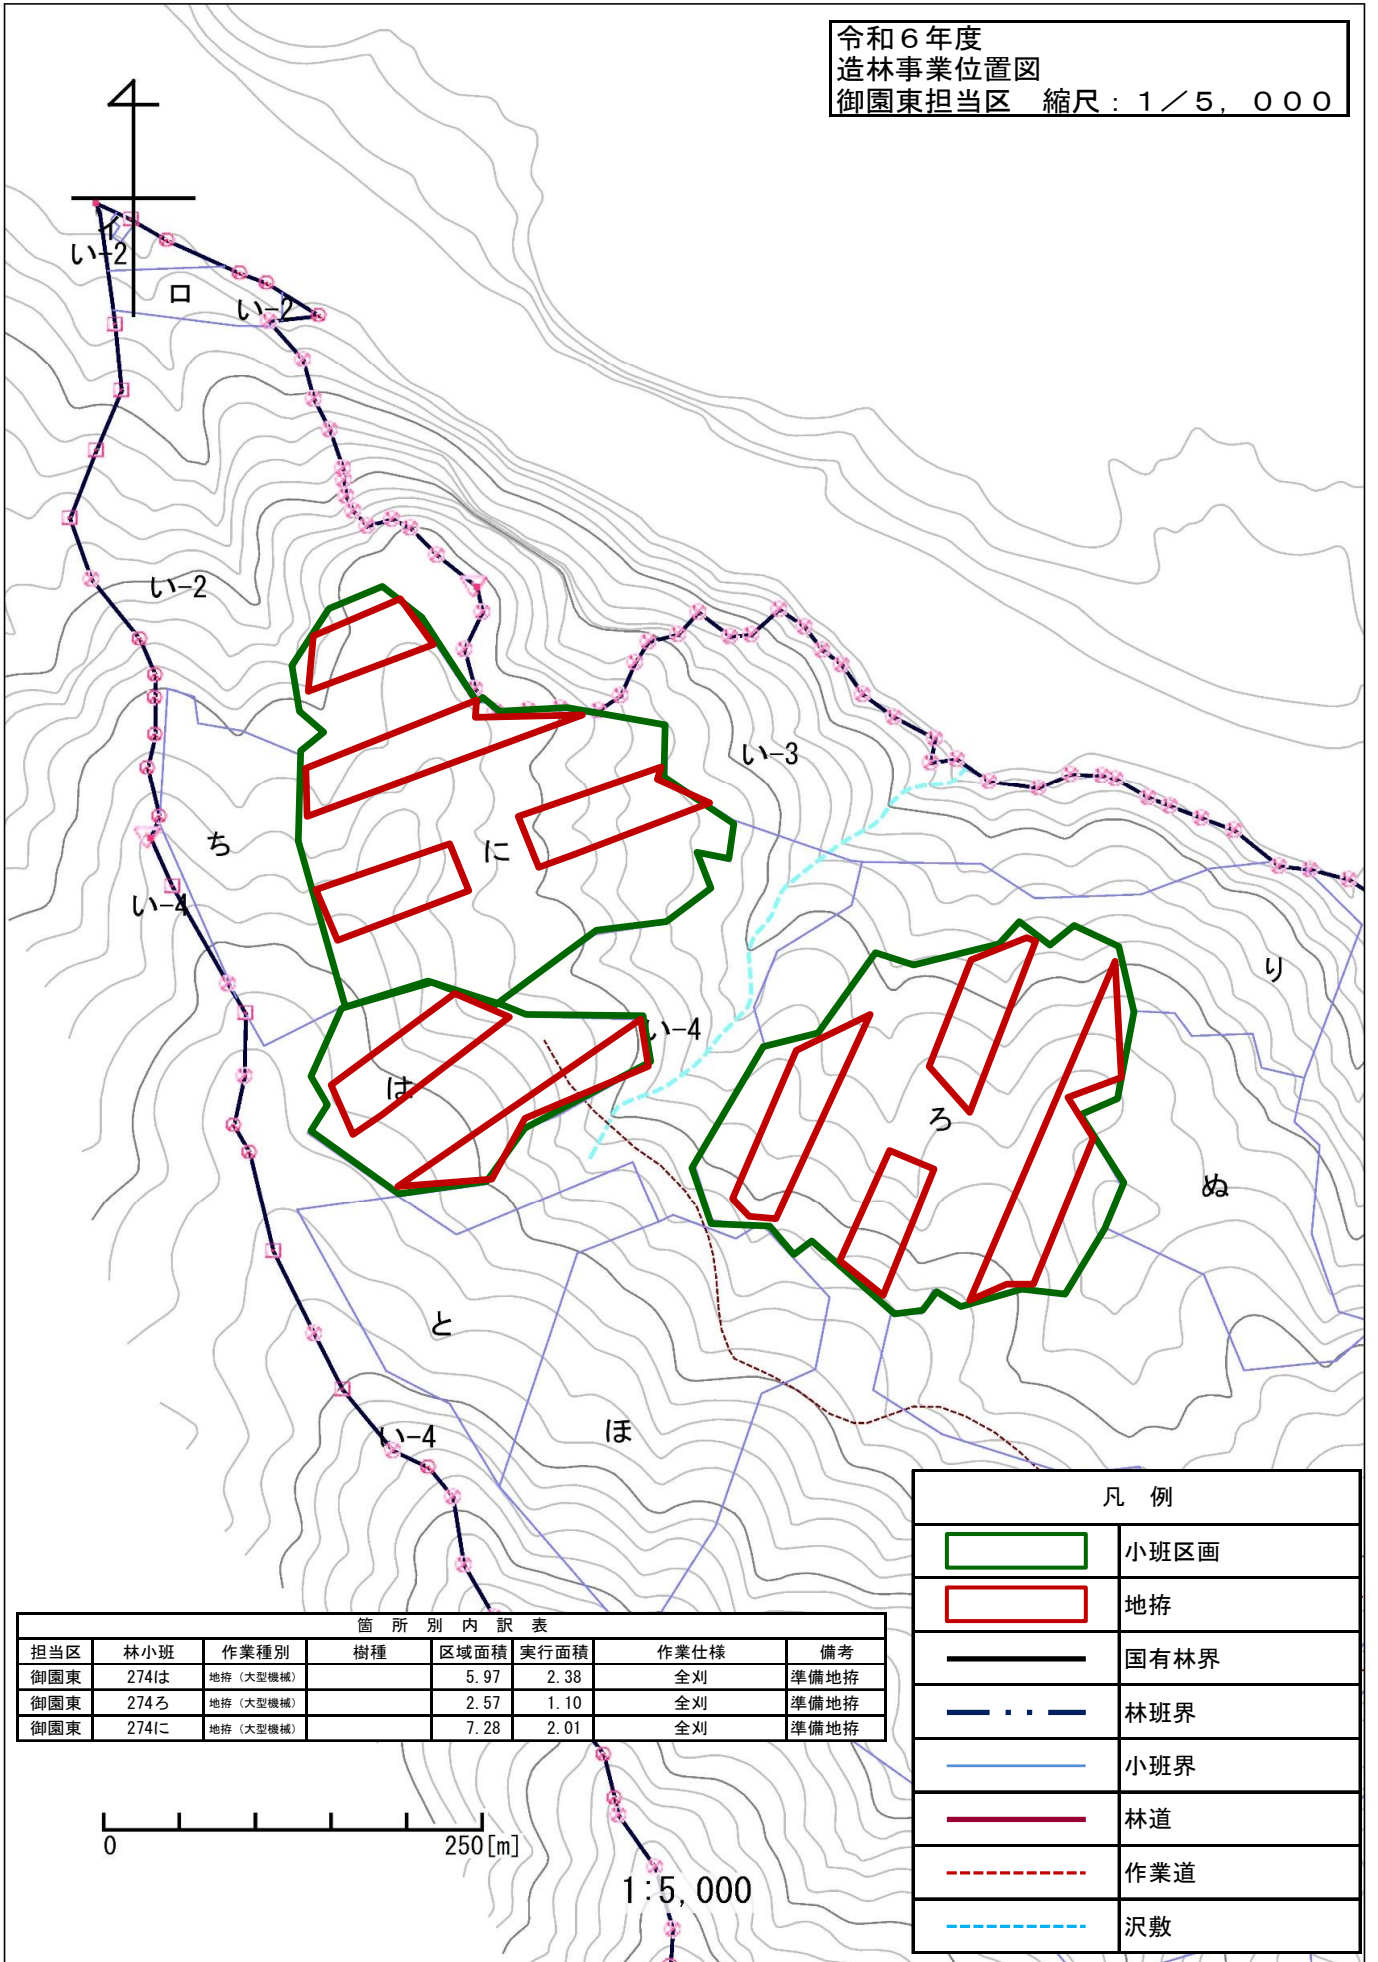 令和６年度
造林事業位置図
御園東担当区　縮尺：１／５，０００
イ
い-2
ロ
い-2
い-2
い-3
ち
に
い-4
り
い-4
は
ろ
ぬ
と
ほ
い-4
凡　例
小班区画
地拵
国有林界
林班界
小班界
林道
作業道
沢敷
箇　所　別　内　訳　表
担当区 林小班 作業種別 樹種 区域面積 実行面積 作業仕様 備考
御園東 274は 地拵（大型機械） 5.97 2.38 全刈 準備地拵
御園東 274ろ 地拵（大型機械） 2.57 1.10 全刈 準備地拵
御園東 274に 地拵（大型機械） 7.28 2.01 全刈 準備地拵
0 250[m]
1:5,000